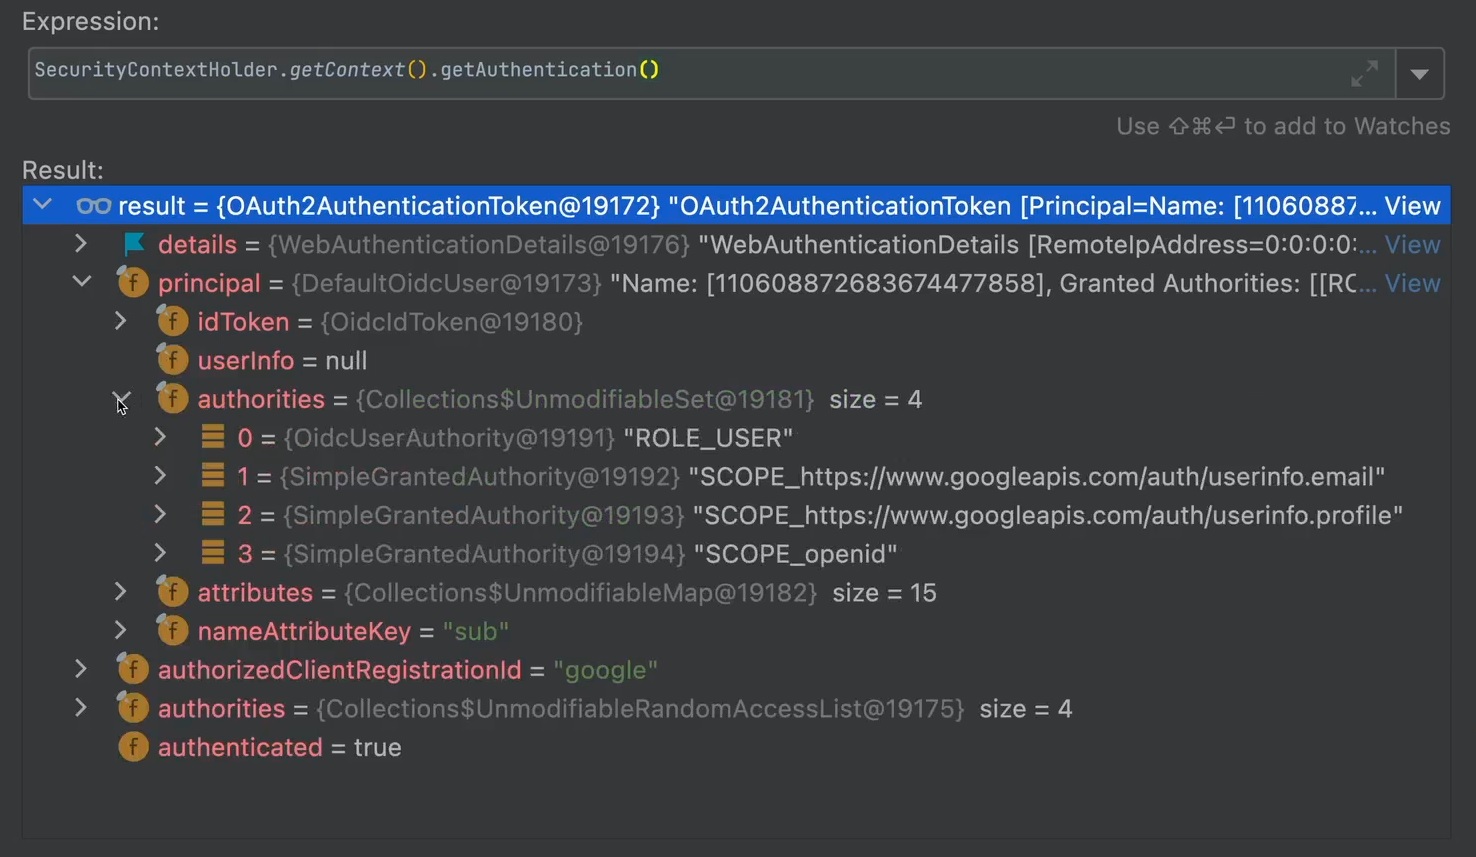 Expression:
SecurityContextHolder.getContext().getAuthentication()
Use ⇧⌘⏎ to add to Watches
Result:
result = {OAuth2AuthenticationToken@19172} "OAuth2AuthenticationToken [Principal=Name: [11060887... View
details = {WebAuthenticationDetails@19176} "WebAuthenticationDetails [RemoteIpAddress=0:0:0:0:... View
principal = {DefaultOidcUser@19173} "Name: [110608872683674477858], Granted Authorities: [[RO... View
idToken = {OidcIdToken@19180}
userInfo = null
authorities = {Collections$UnmodifiableSet@19181} size = 4
0 = {OidcUserAuthority@19191} "ROLE_USER"
1 = {SimpleGrantedAuthority@19192} "SCOPE_https://www.googleapis.com/auth/userinfo.email"
2 = {SimpleGrantedAuthority@19193} "SCOPE_https://www.googleapis.com/auth/userinfo.profile"
3 = {SimpleGrantedAuthority@19194} "SCOPE_openid"
attributes = {Collections$UnmodifiableMap@19182} size = 15
nameAttributeKey = "sub"
authorizedClientRegistrationId = "google"
authorities = {Collections$UnmodifiableRandomAccessList@19175} size = 4
authenticated = true